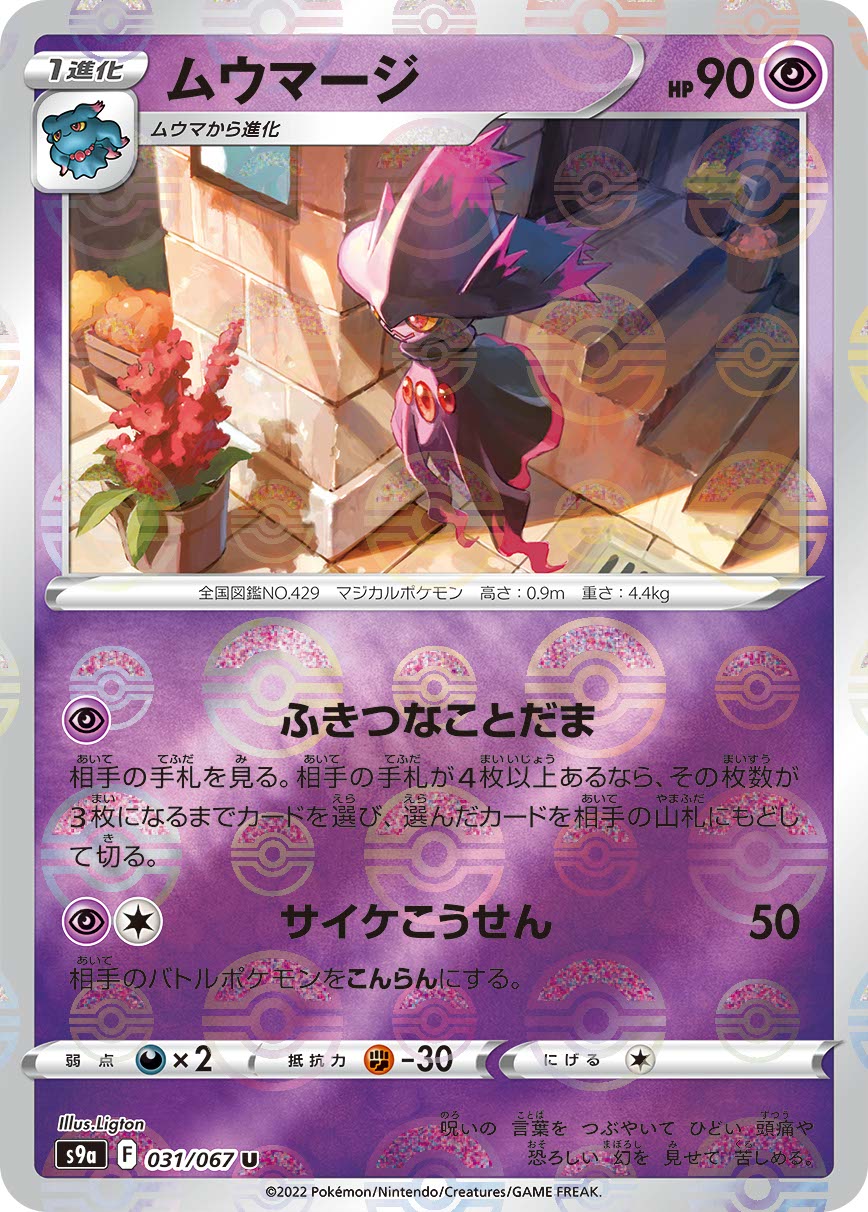 1進化
ムウマージ
HP90
ムウマから進化
全国図鑑NO.429 マジカルポケモン 高さ:0.9m 重さ:4.4kg
ふきつなことだま
相手の手札を見る。相手の手札が4枚以上あるなら、その枚数が
3枚になるまでカードを選び、選んだカードを相手の山札にもどし
て切る。
サイケこうせん 50
相手のバトルポケモンをこんらんにする。
弱点 ×2 抵抗力 -30 にげる
Illus.Ligton
s9a F 031/067 U
呪いの 言葉を つぶやいて ひどい 頭痛や
恐ろしい 幻を 見せて 苦しめる。
©2022 Pokémon/Nintendo/Creatures/GAME FREAK.